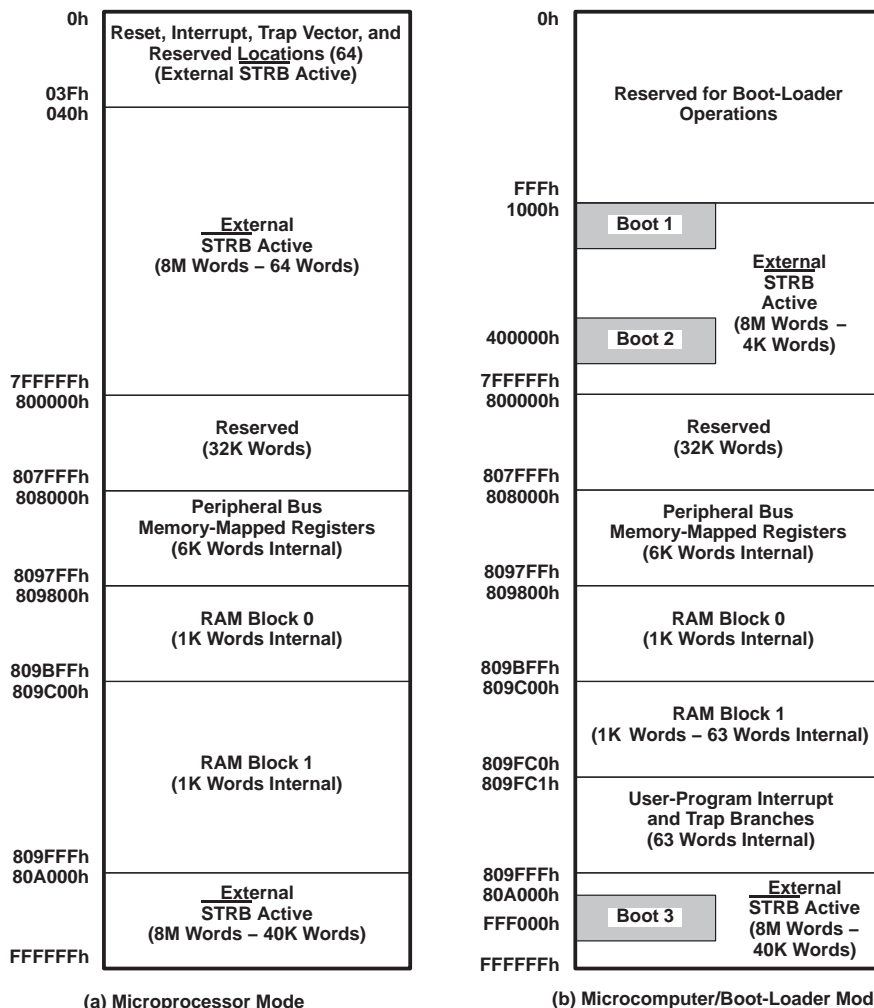 0h
Reset, Interrupt, Trap Vector, and
Reserved Locations (64)
(External STRB Active)
03Fh
040h
External
STRB Active
(8M Words – 64 Words)
7FFFFFh
800000h
Reserved
(32K Words)
807FFFh
808000h
Peripheral Bus
Memory-Mapped Registers
(6K Words Internal)
8097FFh
809800h
RAM Block 0
(1K Words Internal)
809BFFh
809C00h
RAM Block 1
(1K Words Internal)
809FFFh
80A000h
External
STRB Active
(8M Words – 40K Words)
FFFFFFh
(a) Microprocessor Mode
0h
Reserved for Boot-Loader
Operations
FFFh
1000h
Boot 1
External
STRB
Active
(8M Words –
4K Words)
400000h
Boot 2
7FFFFFh
800000h
Reserved
(32K Words)
807FFFh
808000h
Peripheral Bus
Memory-Mapped Registers
(6K Words Internal)
8097FFh
809800h
RAM Block 0
(1K Words Internal)
809BFFh
809C00h
RAM Block 1
(1K Words – 63 Words Internal)
809FC0h
809FC1h
User-Program Interrupt
and Trap Branches
(63 Words Internal)
809FFFh
80A000h
External
STRB Active
(8M Words –
40K Words)
Boot 3
FFF000h
FFFFFFh
(b) Microcomputer/Boot-Loader Mod